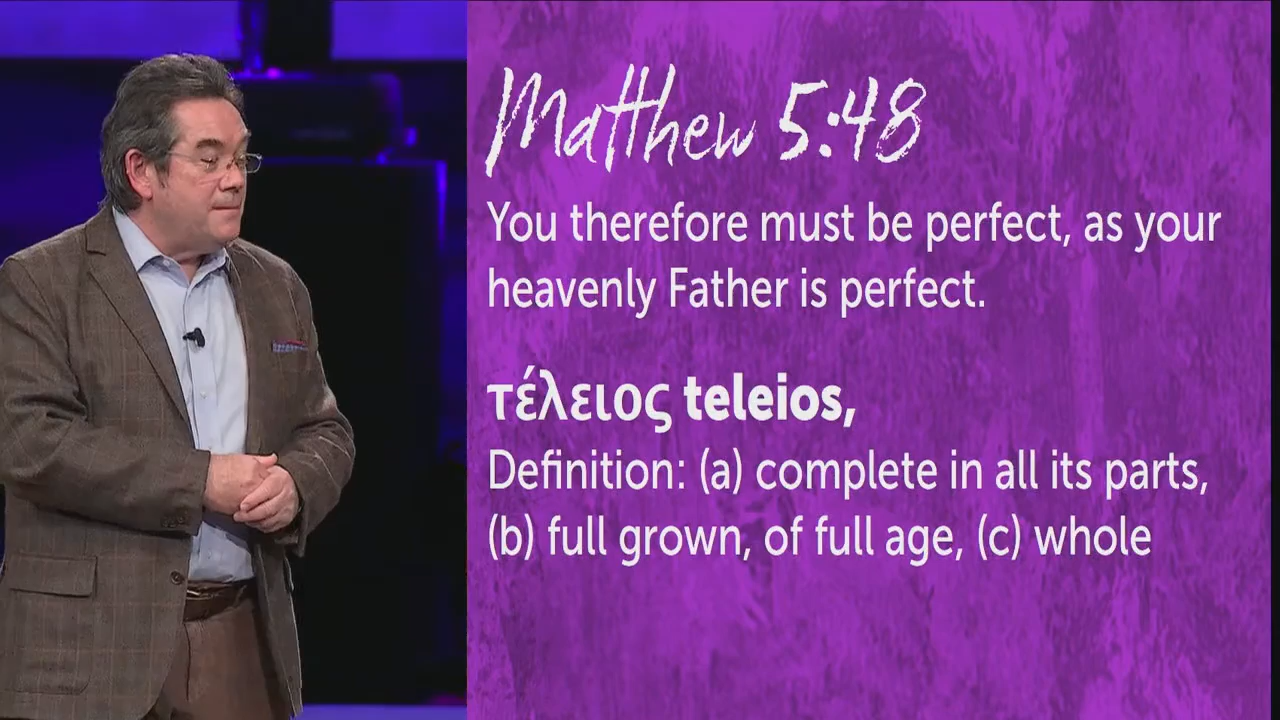 Matthew 5:48
You therefore must be perfect, as your
heavenly Father is perfect.
τέλειος teleios,
Definition: (a) complete in all its parts,
(b) full grown, of full age, (c) whole